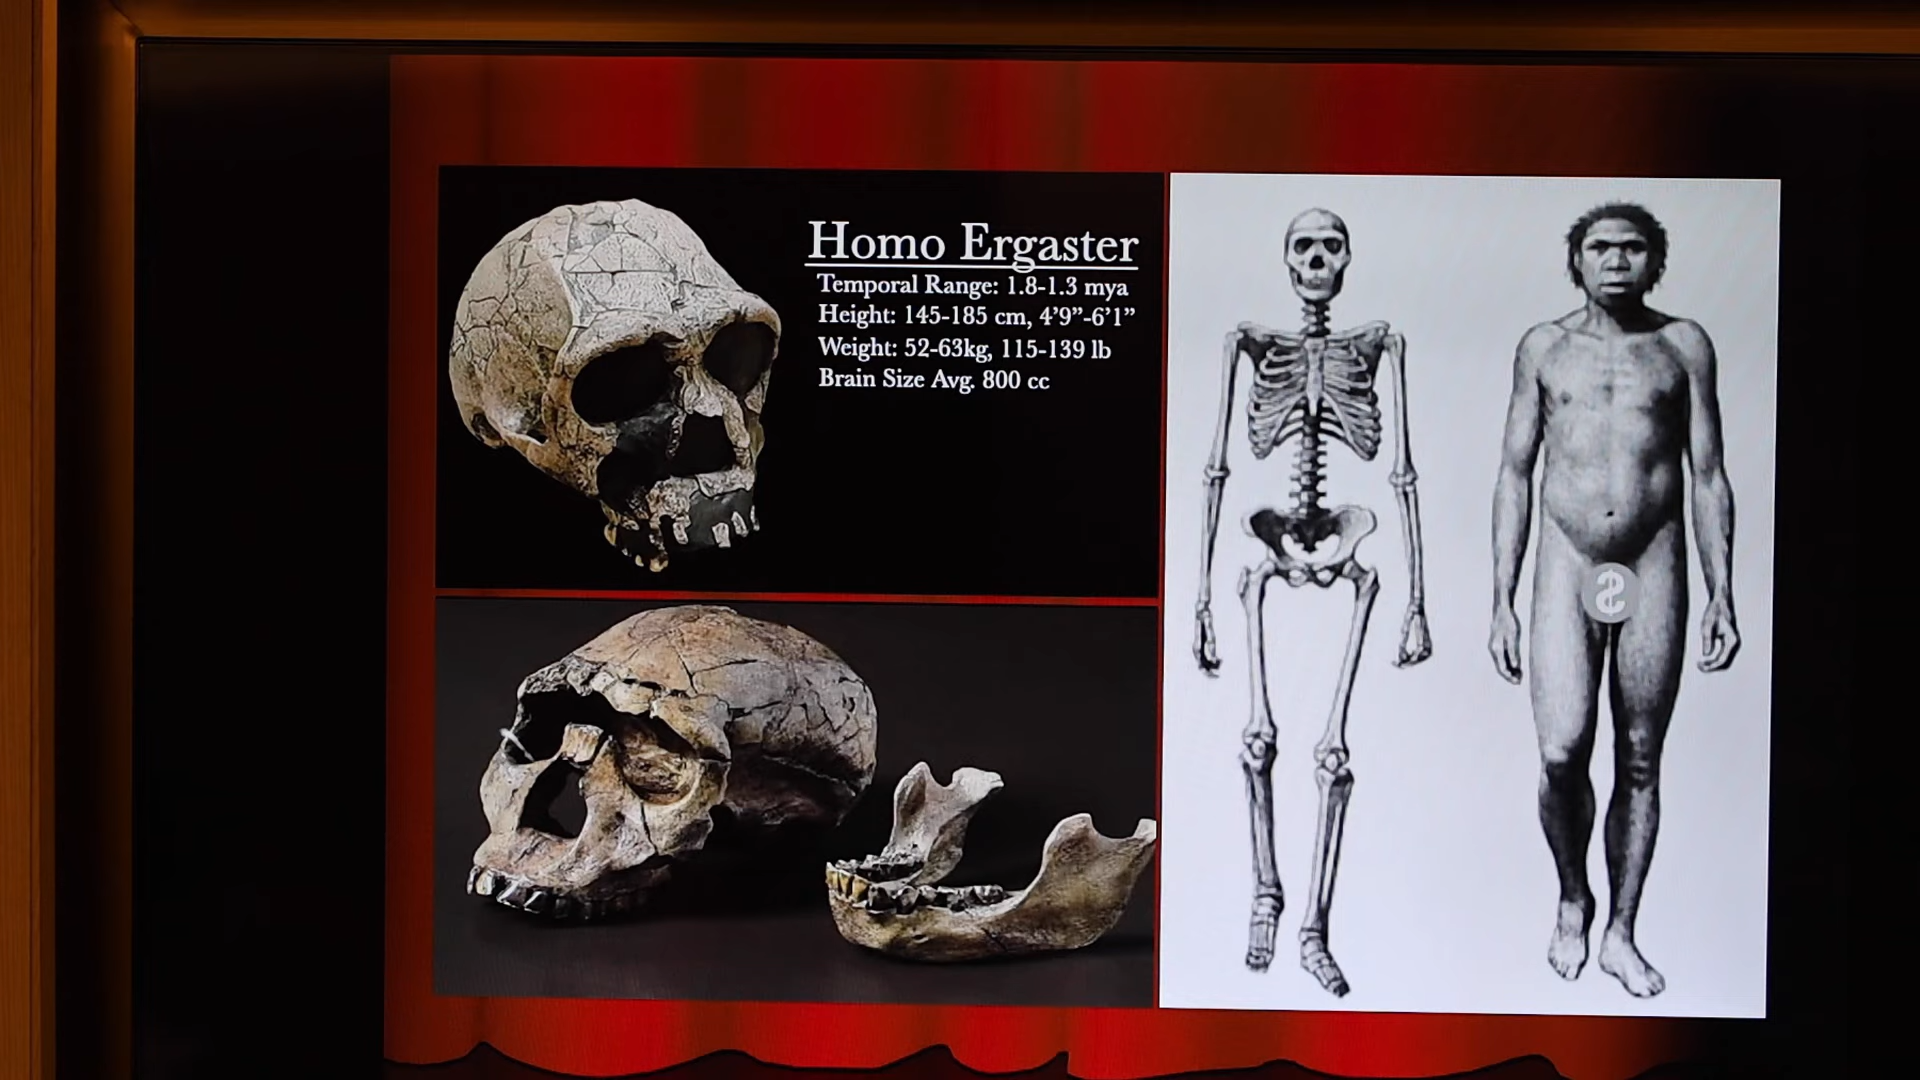 Homo Ergaster
Temporal Range: 1.8-1.3 mya
Height: 145-185 cm, 4’9”-6’1”
Weight: 52-63kg, 115-139 lb
Brain Size Avg. 800 cc